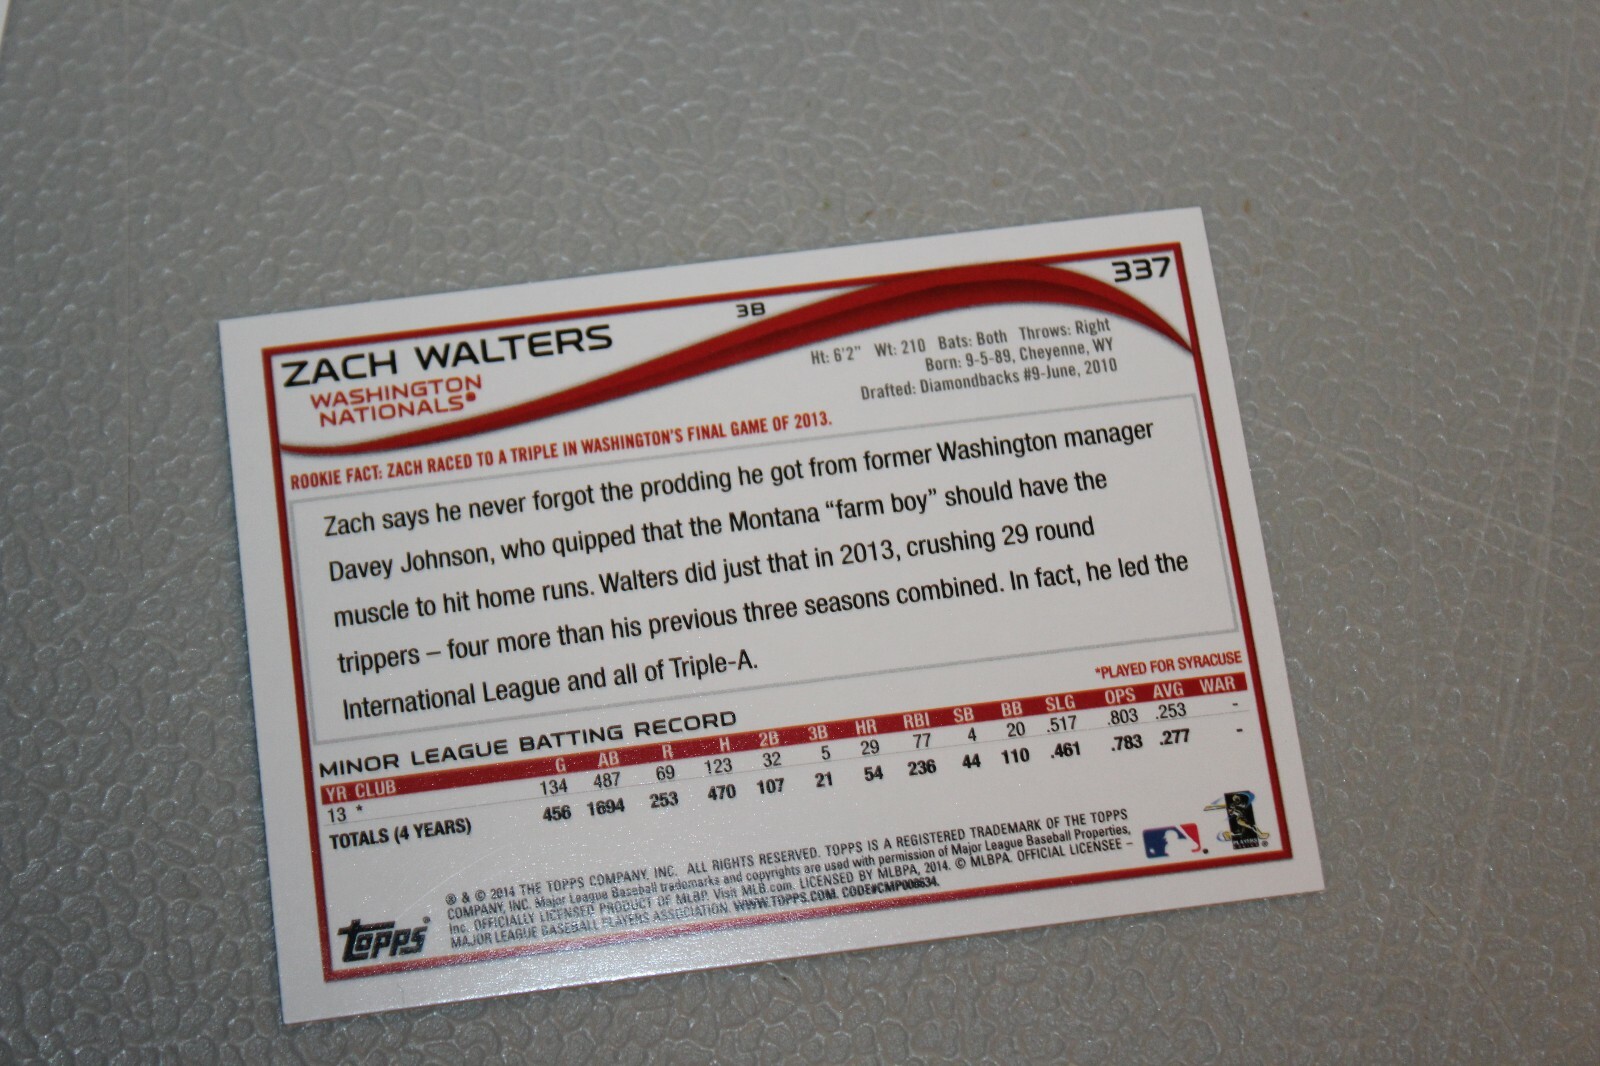 ZACH WALTERS 3B 337
WASHINGTON
NATIONALS®
Ht: 6'2" Wt: 210 Bats: Both Throws: Right
Born: 9-5-89, Cheyenne, WY
Drafted: Diamondbacks #9-June, 2010
ROOKIE FACT: ZACH RACED TO A TRIPLE IN WASHINGTON'S FINAL GAME OF 2013.
Zach says he never forgot the prodding he got from former Washington manager
Davey Johnson, who quipped that the Montana “farm boy” should have the
muscle to hit home runs. Walters did just that in 2013, crushing 29 round
trippers – four more than his previous three seasons combined. In fact, he led the
International League and all of Triple-A.
*PLAYED FOR SYRACUSE
MINOR LEAGUE BATTING RECORD
YR CLUB G AB R H 2B 3B HR RBI SB BB SLG OPS AVG WAR
13 * 134 487 69 123 32 5 29 77 4 20 .517 .803 .253 -
TOTALS (4 YEARS) 456 1694 253 470 107 21 54 236 44 110 .461 .783 .277 -
® & © 2014 THE TOPPS COMPANY, INC. ALL RIGHTS RESERVED. TOPPS IS A REGISTERED TRADEMARK OF THE TOPPS
COMPANY, INC. Major League Baseball trademarks and copyrights are used with permission of Major League Baseball Properties,
Inc. OFFICIALLY LICENSED PRODUCT OF MLBP. Visit MLB.com. LICENSED BY MLBPA, 2014. © MLBPA. OFFICIAL LICENSEE –
MAJOR LEAGUE BASEBALL PLAYERS ASSOCIATION. WWW.TOPPS.COM. CODE#CMP008634.
topps®